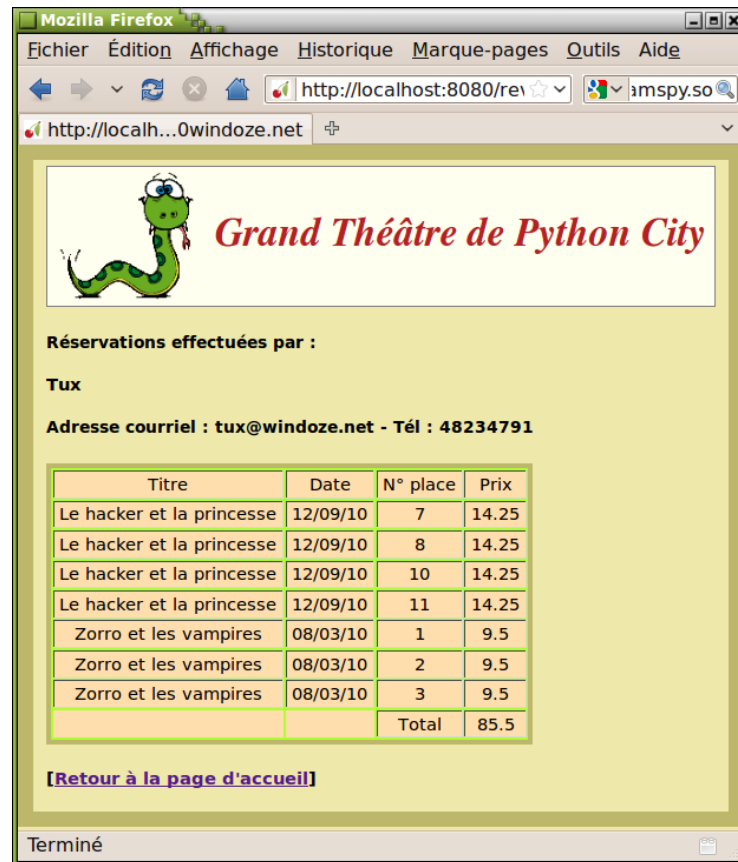 Mozilla Firefox
Fichier Édition Affichage Historique Marque-pages Outils Aide
http://localhost:8080/rev amspy.so
http://localh...0windoze.net
Grand Théâtre de Python City
Réservations effectuées par :
Tux
Adresse courriel : tux@windoze.net - Tél : 48234791
Titre Date N° place Prix
Le hacker et la princesse 12/09/10 7 14.25
Le hacker et la princesse 12/09/10 8 14.25
Le hacker et la princesse 12/09/10 10 14.25
Le hacker et la princesse 12/09/10 11 14.25
Zorro et les vampires 08/03/10 1 9.5
Zorro et les vampires 08/03/10 2 9.5
Zorro et les vampires 08/03/10 3 9.5
Total 85.5
[Retour à la page d'accueil]
Terminé